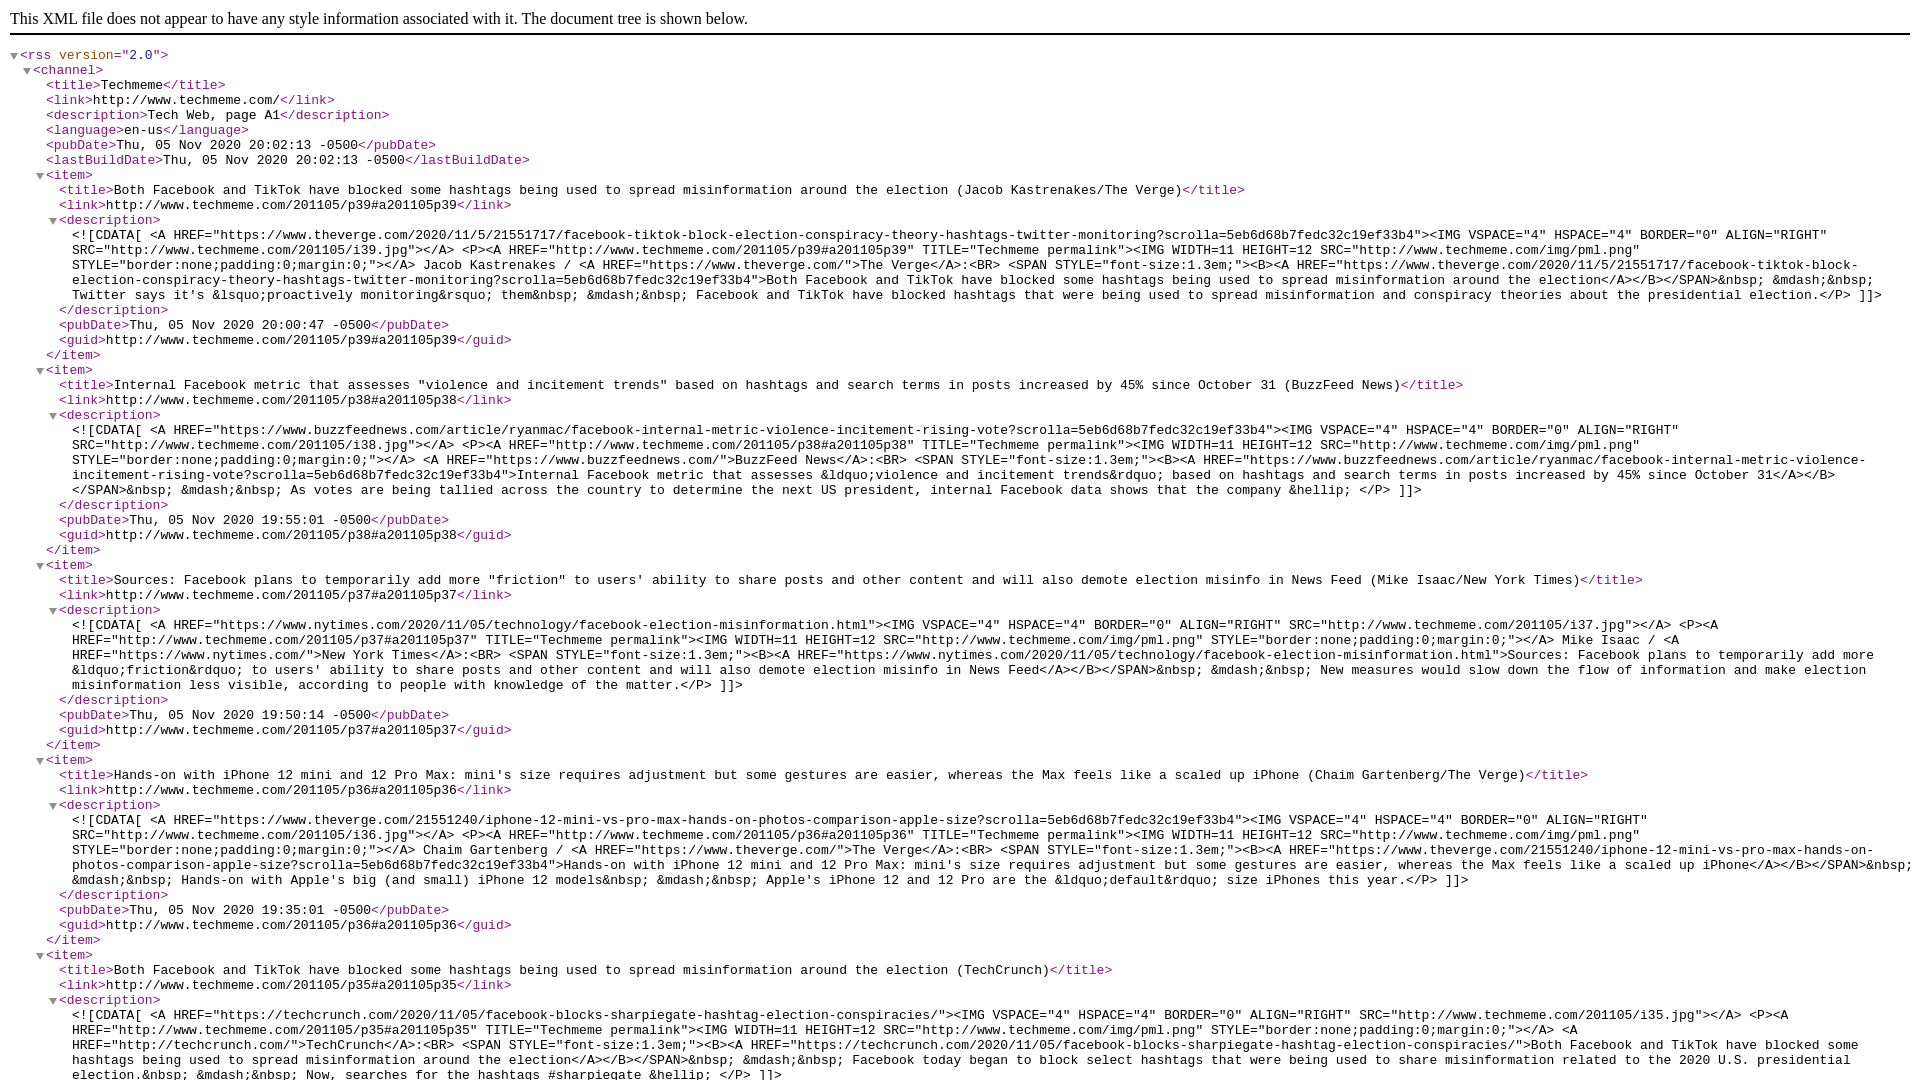 This XML file does not appear to have any style information associated with it. The document tree is shown below.
<rss version="2.0">
<channel>
<title>Techmeme</title>
<link>http://www.techmeme.com/</link>
<description>Tech Web, page A1</description>
<language>en-us</language>
<pubDate>Thu, 05 Nov 2020 20:02:13 -0500</pubDate>
<lastBuildDate>Thu, 05 Nov 2020 20:02:13 -0500</lastBuildDate>
<item>
<title>Both Facebook and TikTok have blocked some hashtags being used to spread misinformation around the election (Jacob Kastrenakes/The Verge)</title>
<link>http://www.techmeme.com/201105/p39#a201105p39</link>
<description>
<![CDATA[ <A HREF="https://www.theverge.com/2020/11/5/21551717/facebook-tiktok-block-election-conspiracy-theory-hashtags-twitter-monitoring?scrolla=5eb6d68b7fedc32c19ef33b4"><IMG VSPACE="4" HSPACE="4" BORDER="0" ALIGN="RIGHT"
SRC="http://www.techmeme.com/201105/i39.jpg"></A> <P><A HREF="http://www.techmeme.com/201105/p39#a201105p39" TITLE="Techmeme permalink"><IMG WIDTH=11 HEIGHT=12 SRC="http://www.techmeme.com/img/pml.png"
STYLE="border:none;padding:0;margin:0;"></A> Jacob Kastrenakes / <A HREF="https://www.theverge.com/">The Verge</A>:<BR> <SPAN STYLE="font-size:1.3em;"><B><A HREF="https://www.theverge.com/2020/11/5/21551717/facebook-tiktok-block-
election-conspiracy-theory-hashtags-twitter-monitoring?scrolla=5eb6d68b7fedc32c19ef33b4">Both Facebook and TikTok have blocked some hashtags being used to spread misinformation around the election</A></B></SPAN>&nbsp; &mdash;&nbsp;
Twitter says it's &lsquo;proactively monitoring&rsquo; them&nbsp; &mdash;&nbsp; Facebook and TikTok have blocked hashtags that were being used to spread misinformation and conspiracy theories about the presidential election.</P> ]]>
</description>
<pubDate>Thu, 05 Nov 2020 20:00:47 -0500</pubDate>
<guid>http://www.techmeme.com/201105/p39#a201105p39</guid>
</item>
<item>
<title>Internal Facebook metric that assesses "violence and incitement trends" based on hashtags and search terms in posts increased by 45% since October 31 (BuzzFeed News)</title>
<link>http://www.techmeme.com/201105/p38#a201105p38</link>
<description>
<![CDATA[ <A HREF="https://www.buzzfeednews.com/article/ryanmac/facebook-internal-metric-violence-incitement-rising-vote?scrolla=5eb6d68b7fedc32c19ef33b4"><IMG VSPACE="4" HSPACE="4" BORDER="0" ALIGN="RIGHT"
SRC="http://www.techmeme.com/201105/i38.jpg"></A> <P><A HREF="http://www.techmeme.com/201105/p38#a201105p38" TITLE="Techmeme permalink"><IMG WIDTH=11 HEIGHT=12 SRC="http://www.techmeme.com/img/pml.png"
STYLE="border:none;padding:0;margin:0;"></A> <A HREF="https://www.buzzfeednews.com/">BuzzFeed News</A>:<BR> <SPAN STYLE="font-size:1.3em;"><B><A HREF="https://www.buzzfeednews.com/article/ryanmac/facebook-internal-metric-violence-
incitement-rising-vote?scrolla=5eb6d68b7fedc32c19ef33b4">Internal Facebook metric that assesses &ldquo;violence and incitement trends&rdquo; based on hashtags and search terms in posts increased by 45% since October 31</A></B>
</SPAN>&nbsp; &mdash;&nbsp; As votes are being tallied across the country to determine the next US president, internal Facebook data shows that the company &hellip; </P> ]]>
</description>
<pubDate>Thu, 05 Nov 2020 19:55:01 -0500</pubDate>
<guid>http://www.techmeme.com/201105/p38#a201105p38</guid>
</item>
<item>
<title>Sources: Facebook plans to temporarily add more "friction" to users' ability to share posts and other content and will also demote election misinfo in News Feed (Mike Isaac/New York Times)</title>
<link>http://www.techmeme.com/201105/p37#a201105p37</link>
<description>
<![CDATA[ <A HREF="https://www.nytimes.com/2020/11/05/technology/facebook-election-misinformation.html"><IMG VSPACE="4" HSPACE="4" BORDER="0" ALIGN="RIGHT" SRC="http://www.techmeme.com/201105/i37.jpg"></A> <P><A
HREF="http://www.techmeme.com/201105/p37#a201105p37" TITLE="Techmeme permalink"><IMG WIDTH=11 HEIGHT=12 SRC="http://www.techmeme.com/img/pml.png" STYLE="border:none;padding:0;margin:0;"></A> Mike Isaac / <A
HREF="https://www.nytimes.com/">New York Times</A>:<BR> <SPAN STYLE="font-size:1.3em;"><B><A HREF="https://www.nytimes.com/2020/11/05/technology/facebook-election-misinformation.html">Sources: Facebook plans to temporarily add more
&ldquo;friction&rdquo; to users' ability to share posts and other content and will also demote election misinfo in News Feed</A></B></SPAN>&nbsp; &mdash;&nbsp; New measures would slow down the flow of information and make election
misinformation less visible, according to people with knowledge of the matter.</P> ]]>
</description>
<pubDate>Thu, 05 Nov 2020 19:50:14 -0500</pubDate>
<guid>http://www.techmeme.com/201105/p37#a201105p37</guid>
</item>
<item>
<title>Hands-on with iPhone 12 mini and 12 Pro Max: mini's size requires adjustment but some gestures are easier, whereas the Max feels like a scaled up iPhone (Chaim Gartenberg/The Verge)</title>
<link>http://www.techmeme.com/201105/p36#a201105p36</link>
<description>
<![CDATA[ <A HREF="https://www.theverge.com/21551240/iphone-12-mini-vs-pro-max-hands-on-photos-comparison-apple-size?scrolla=5eb6d68b7fedc32c19ef33b4"><IMG VSPACE="4" HSPACE="4" BORDER="0" ALIGN="RIGHT"
SRC="http://www.techmeme.com/201105/i36.jpg"></A> <P><A HREF="http://www.techmeme.com/201105/p36#a201105p36" TITLE="Techmeme permalink"><IMG WIDTH=11 HEIGHT=12 SRC="http://www.techmeme.com/img/pml.png"
STYLE="border:none;padding:0;margin:0;"></A> Chaim Gartenberg / <A HREF="https://www.theverge.com/">The Verge</A>:<BR> <SPAN STYLE="font-size:1.3em;"><B><A HREF="https://www.theverge.com/21551240/iphone-12-mini-vs-pro-max-hands-on-
photos-comparison-apple-size?scrolla=5eb6d68b7fedc32c19ef33b4">Hands-on with iPhone 12 mini and 12 Pro Max: mini's size requires adjustment but some gestures are easier, whereas the Max feels like a scaled up iPhone</A></B></SPAN>&nbsp;
&mdash;&nbsp; Hands-on with Apple's big (and small) iPhone 12 models&nbsp; &mdash;&nbsp; Apple's iPhone 12 and 12 Pro are the &ldquo;default&rdquo; size iPhones this year.</P> ]]>
</description>
<pubDate>Thu, 05 Nov 2020 19:35:01 -0500</pubDate>
<guid>http://www.techmeme.com/201105/p36#a201105p36</guid>
</item>
<item>
<title>Both Facebook and TikTok have blocked some hashtags being used to spread misinformation around the election (TechCrunch)</title>
<link>http://www.techmeme.com/201105/p35#a201105p35</link>
<description>
<![CDATA[ <A HREF="https://techcrunch.com/2020/11/05/facebook-blocks-sharpiegate-hashtag-election-conspiracies/"><IMG VSPACE="4" HSPACE="4" BORDER="0" ALIGN="RIGHT" SRC="http://www.techmeme.com/201105/i35.jpg"></A> <P><A
HREF="http://www.techmeme.com/201105/p35#a201105p35" TITLE="Techmeme permalink"><IMG WIDTH=11 HEIGHT=12 SRC="http://www.techmeme.com/img/pml.png" STYLE="border:none;padding:0;margin:0;"></A> <A
HREF="http://techcrunch.com/">TechCrunch</A>:<BR> <SPAN STYLE="font-size:1.3em;"><B><A HREF="https://techcrunch.com/2020/11/05/facebook-blocks-sharpiegate-hashtag-election-conspiracies/">Both Facebook and TikTok have blocked some
hashtags being used to spread misinformation around the election</A></B></SPAN>&nbsp; &mdash;&nbsp; Facebook today began to block select hashtags that were being used to share misinformation related to the 2020 U.S. presidential
election.&nbsp; &mdash;&nbsp; Now, searches for the hashtags #sharpiegate &hellip; </P> ]]>